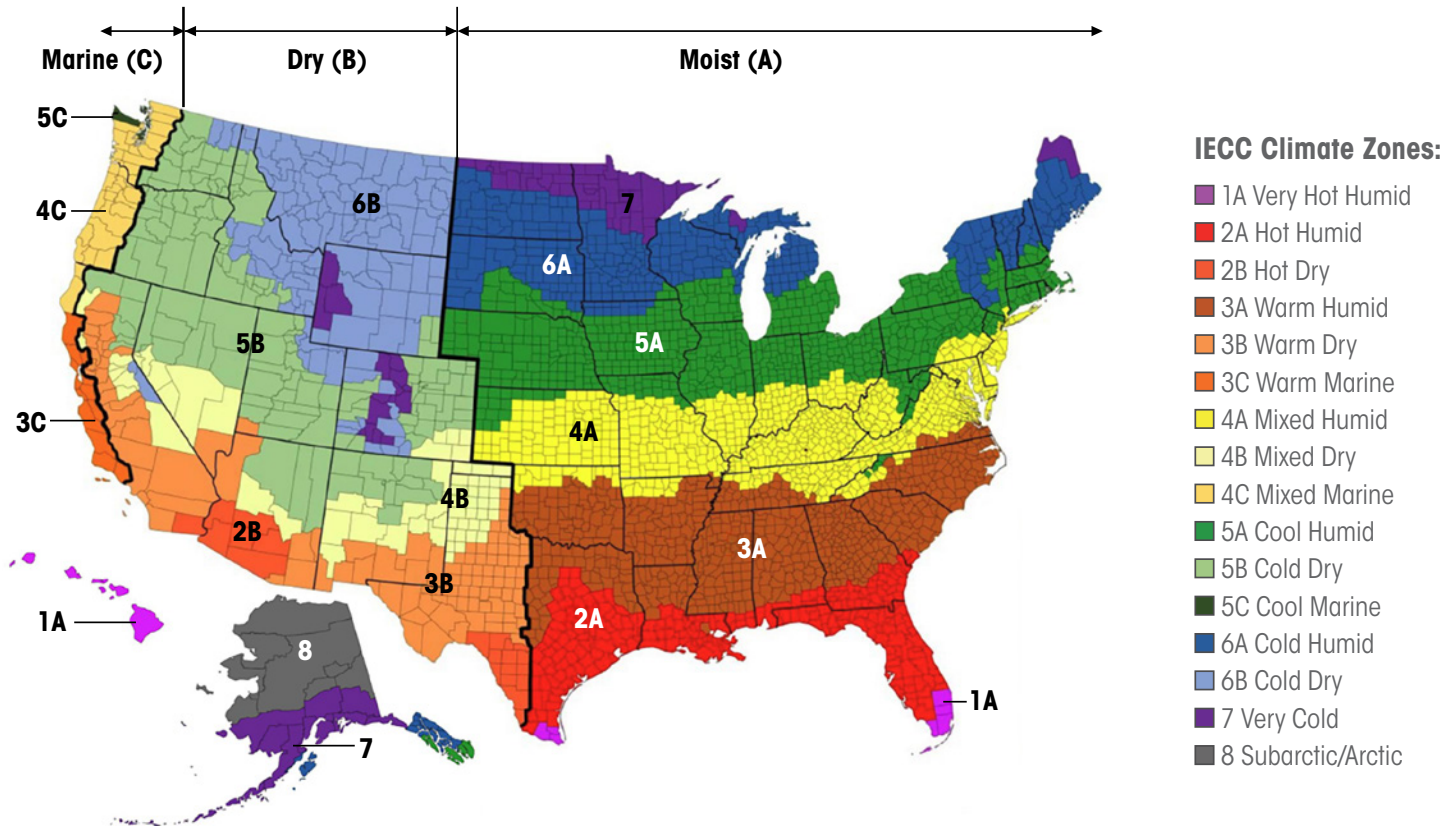 Marine (C)
Dry (B)
Moist (A)
5C
4C
3C
1A
6B
5B
2B
4B
3B
8
7
7
6A
5A
4A
3A
2A
1A
IECC Climate Zones:
1A Very Hot Humid
2A Hot Humid
2B Hot Dry
3A Warm Humid
3B Warm Dry
3C Warm Marine
4A Mixed Humid
4B Mixed Dry
4C Mixed Marine
5A Cool Humid
5B Cold Dry
5C Cool Marine
6A Cold Humid
6B Cold Dry
7 Very Cold
8 Subarctic/Arctic